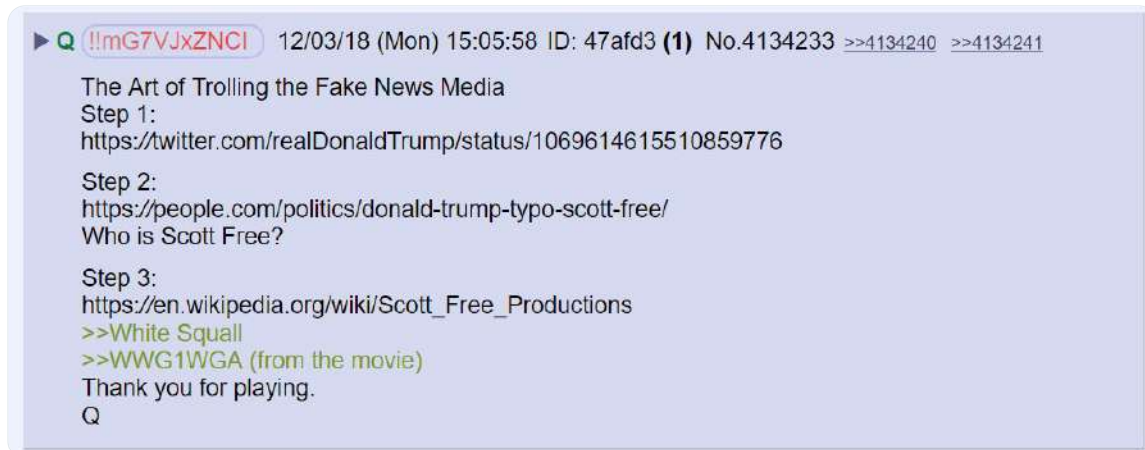 ▶ Q !!mG7VJxZNCI 12/03/18 (Mon) 15:05:58 ID: 47afd3 (1) No.4134233 >>4134240 >>4134241
The Art of Trolling the Fake News Media
Step 1:
https://twitter.com/realDonaldTrump/status/1069614615510859776
Step 2:
https://people.com/politics/donald-trump-typo-scott-free/
Who is Scott Free?
Step 3:
https://en.wikipedia.org/wiki/Scott_Free_Productions
>>White Squall
>>WWG1WGA (from the movie)
Thank you for playing.
Q